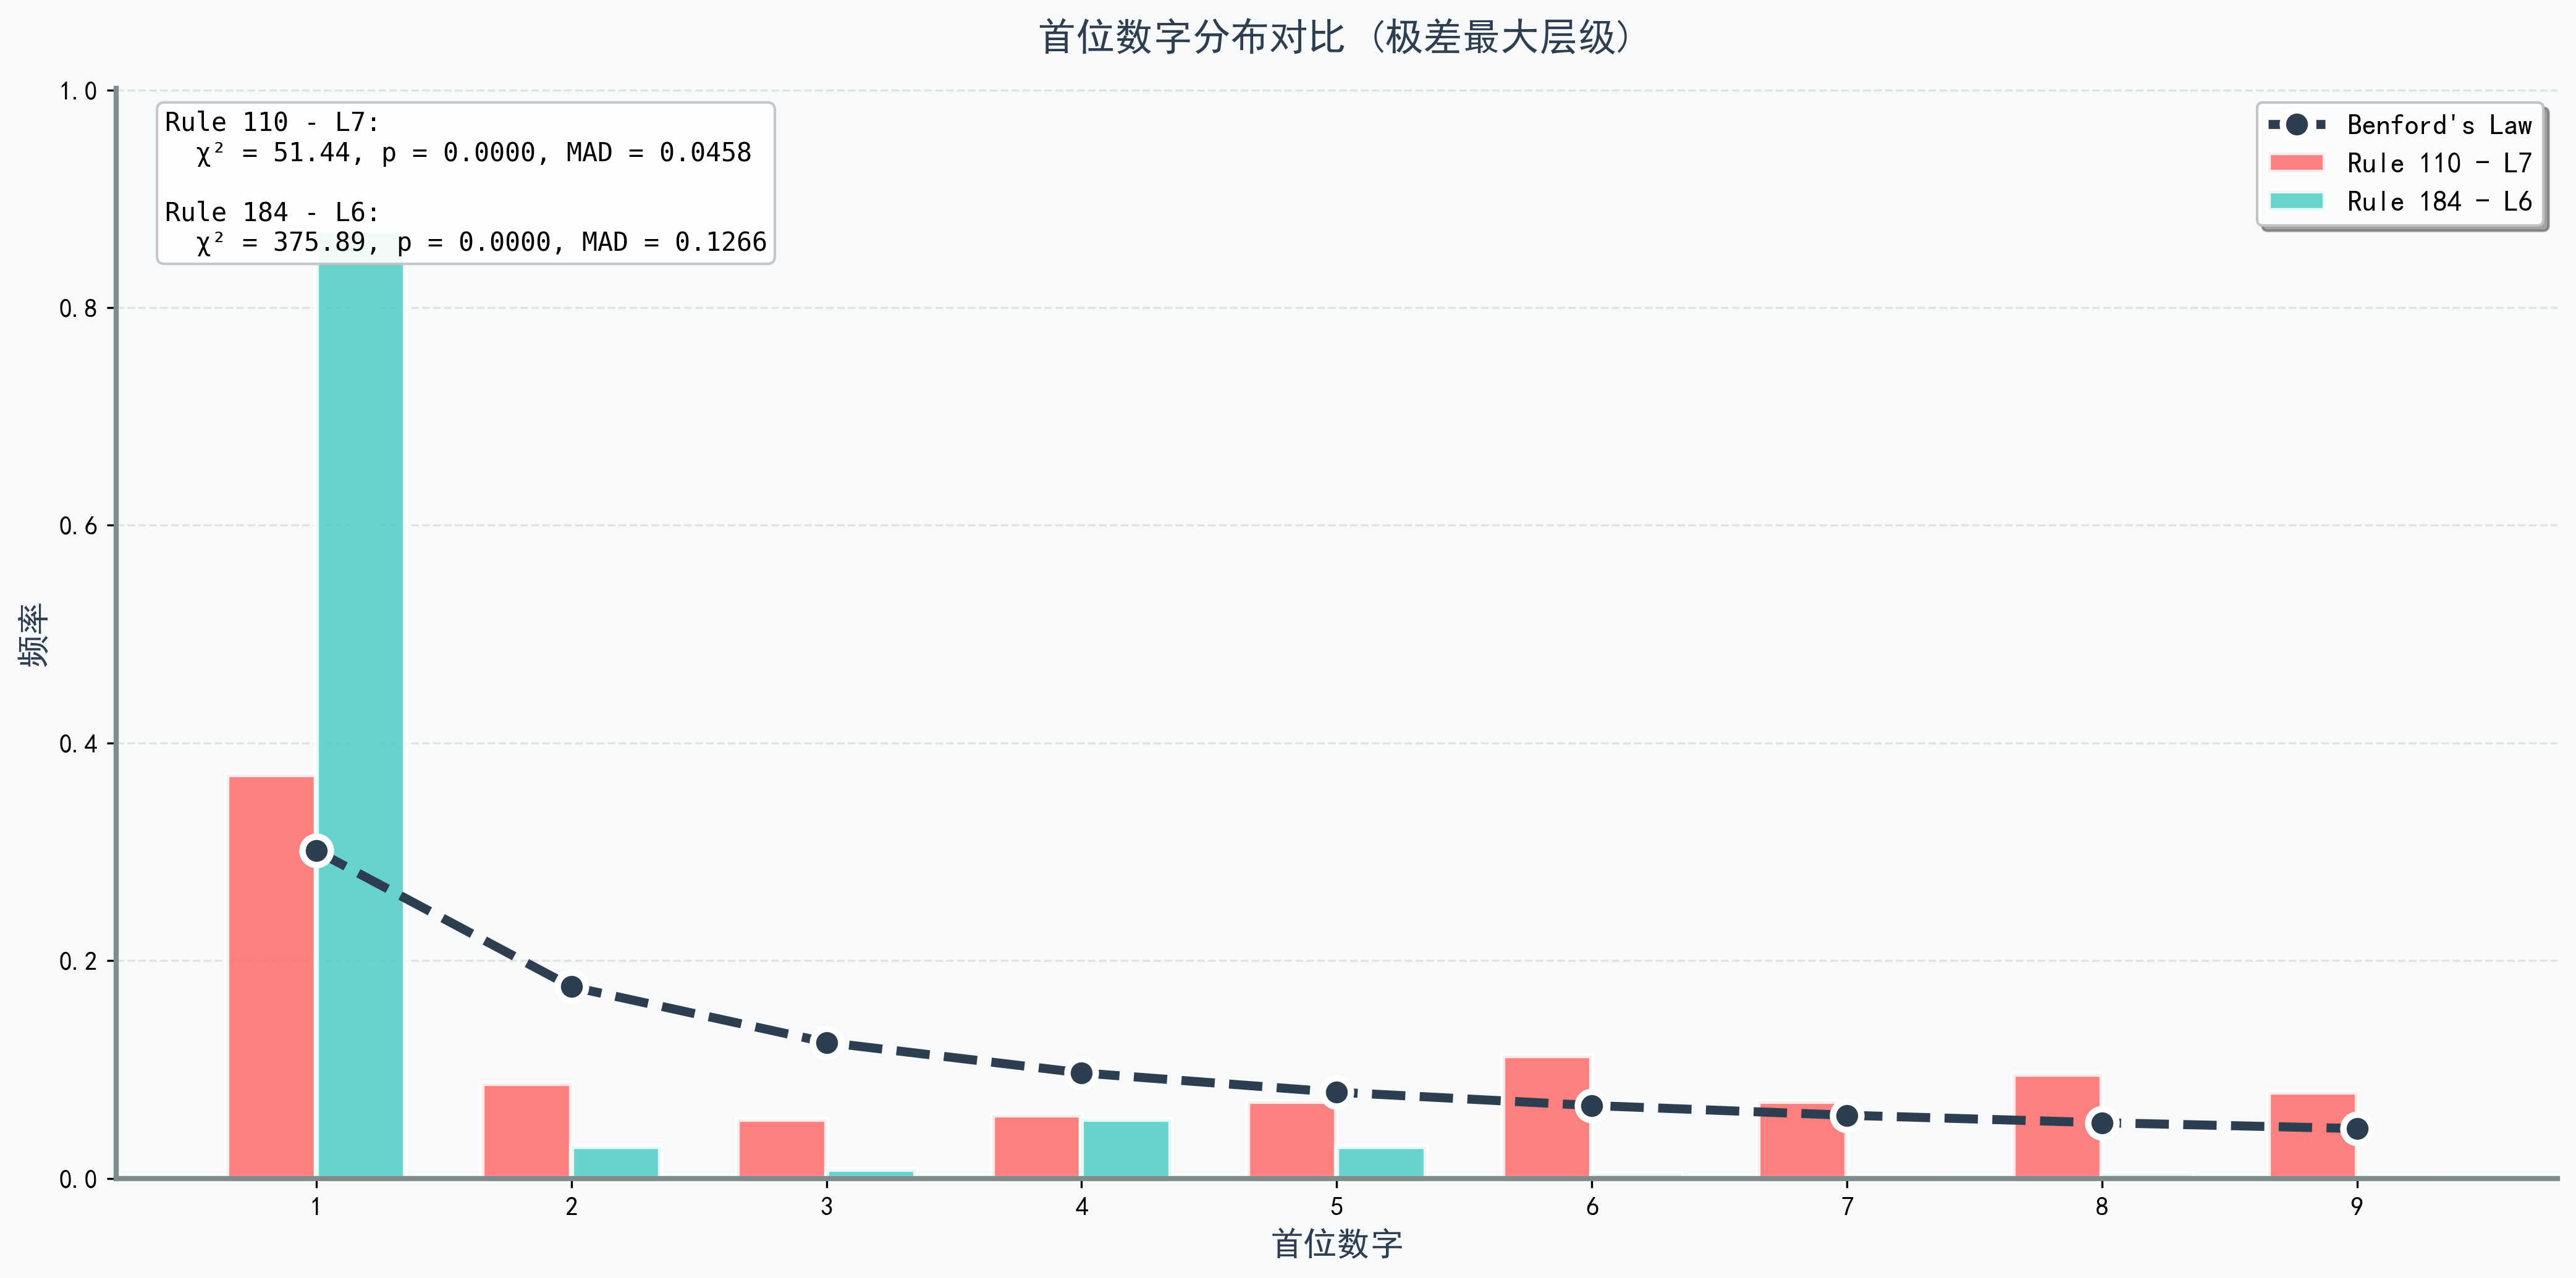 首位数字分布对比 (极差最大层级)
Rule 110 - L7:
χ² = 51.44, p = 0.0000, MAD = 0.0458
Rule 184 - L6:
χ² = 375.89, p = 0.0000, MAD = 0.1266
Benford's Law
Rule 110 - L7
Rule 184 - L6
频率
1.0
0.8
0.6
0.4
0.2
0.0
1 2 3 4 5 6 7 8 9
首位数字